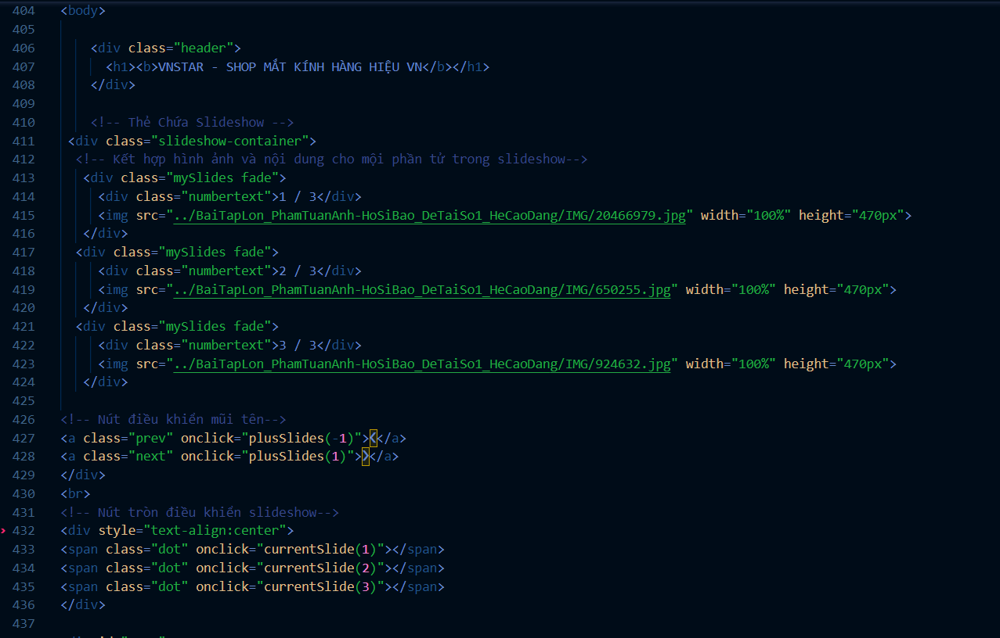 404 <body>
405
406 <div class="header">
407 <h1><b>VNSTAR - SHOP MẮT KÍNH HÀNG HIỆU VN</b></h1>
408 </div>
409
410 <!-- Thẻ Chứa Slideshow -->
411 <div class="slideshow-container">
412 <!-- Kết hợp hình ảnh và nội dung cho mội phần tử trong slideshow-->
413 <div class="mySlides fade">
414 <div class="numbertext">1 / 3</div>
415 <img src="../BaiTapLon_PhamTuanAnh-HoSiBao_DeTaiSo1_HeCaoDang/IMG/20466979.jpg" width="100%" height="470px">
416 </div>
417 <div class="mySlides fade">
418 <div class="numbertext">2 / 3</div>
419 <img src="../BaiTapLon_PhamTuanAnh-HoSiBao_DeTaiSo1_HeCaoDang/IMG/650255.jpg" width="100%" height="470px">
420 </div>
421 <div class="mySlides fade">
422 <div class="numbertext">3 / 3</div>
423 <img src="../BaiTapLon_PhamTuanAnh-HoSiBao_DeTaiSo1_HeCaoDang/IMG/924632.jpg" width="100%" height="470px">
424 </div>
425
426 <!-- Nút điều khiển mũi tên-->
427 <a class="prev" onclick="plusSlides(-1)">❮</a>
428 <a class="next" onclick="plusSlides(1)">❯</a>
429 </div>
430 <br>
431 <!-- Nút tròn điều khiển slideshow-->
432 <div style="text-align:center">
433 <span class="dot" onclick="currentSlide(1)"></span>
434 <span class="dot" onclick="currentSlide(2)"></span>
435 <span class="dot" onclick="currentSlide(3)"></span>
436 </div>
437